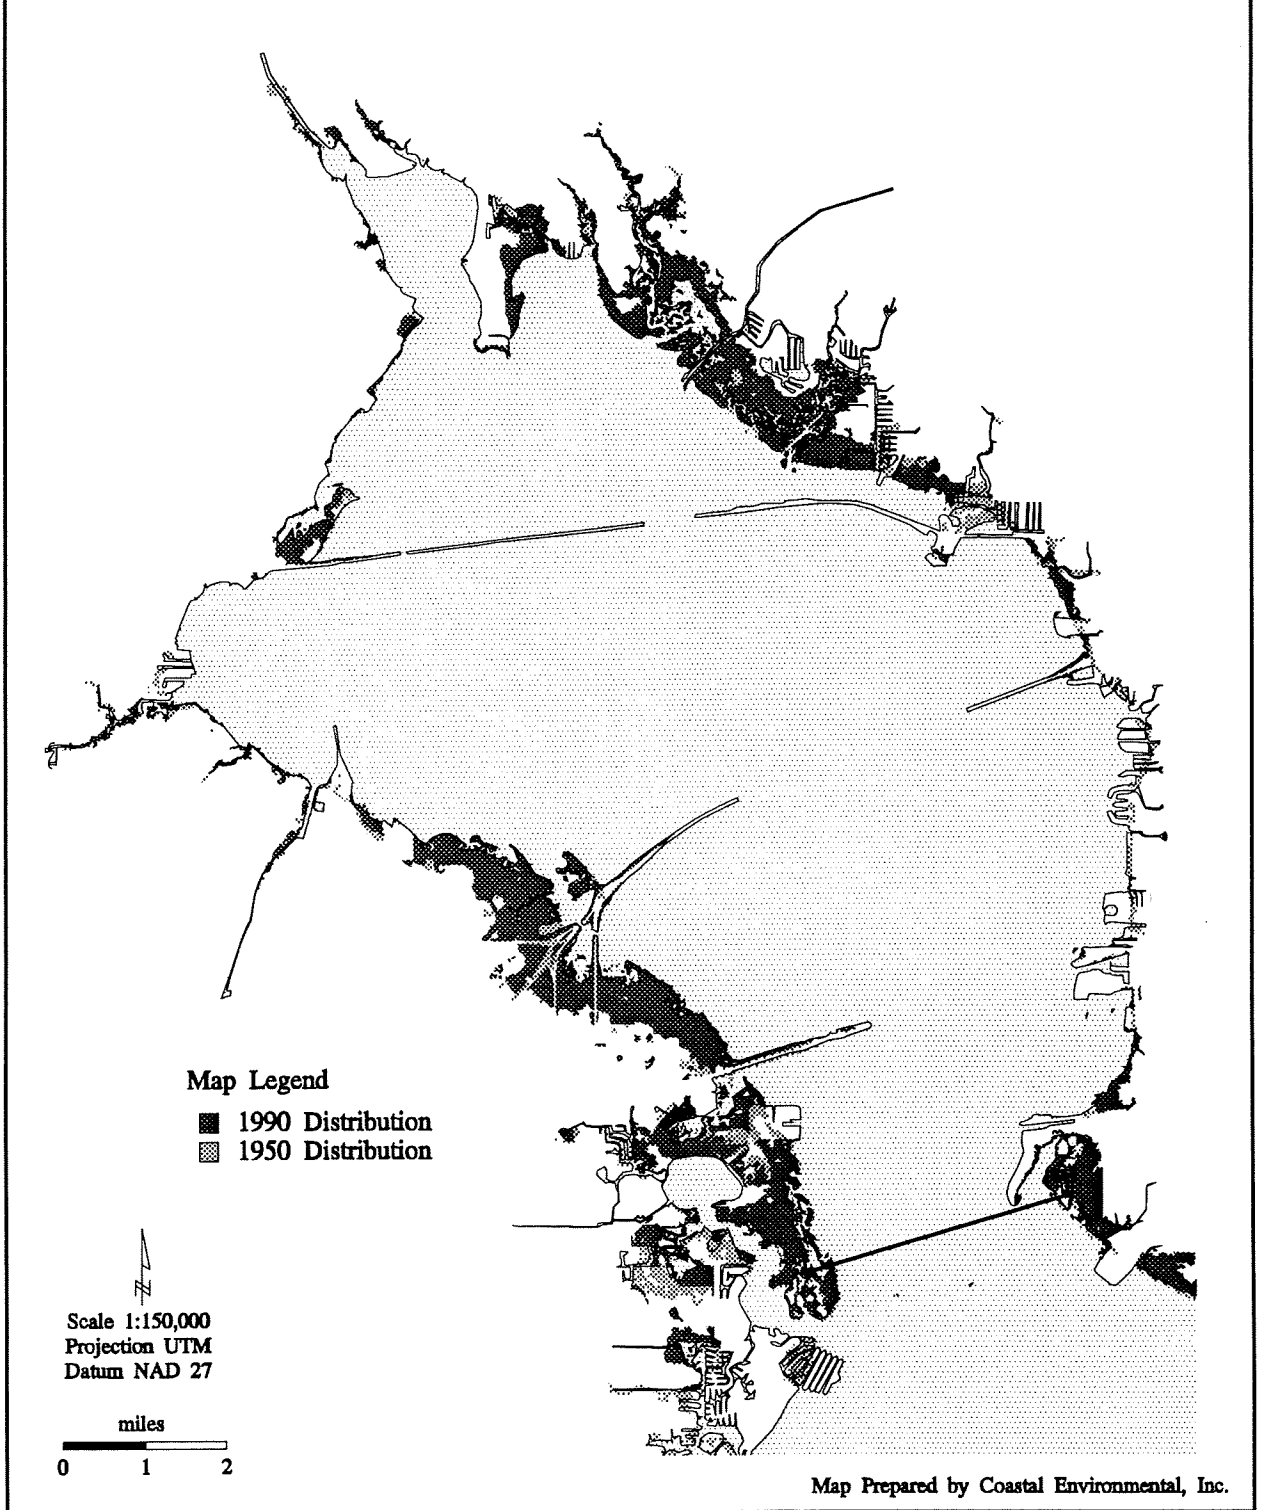 Map Legend
1990 Distribution
1950 Distribution
N
Scale 1:150,000
Projection UTM
Datum NAD 27
miles
0 1 2
Map Prepared by Coastal Environmental, Inc.